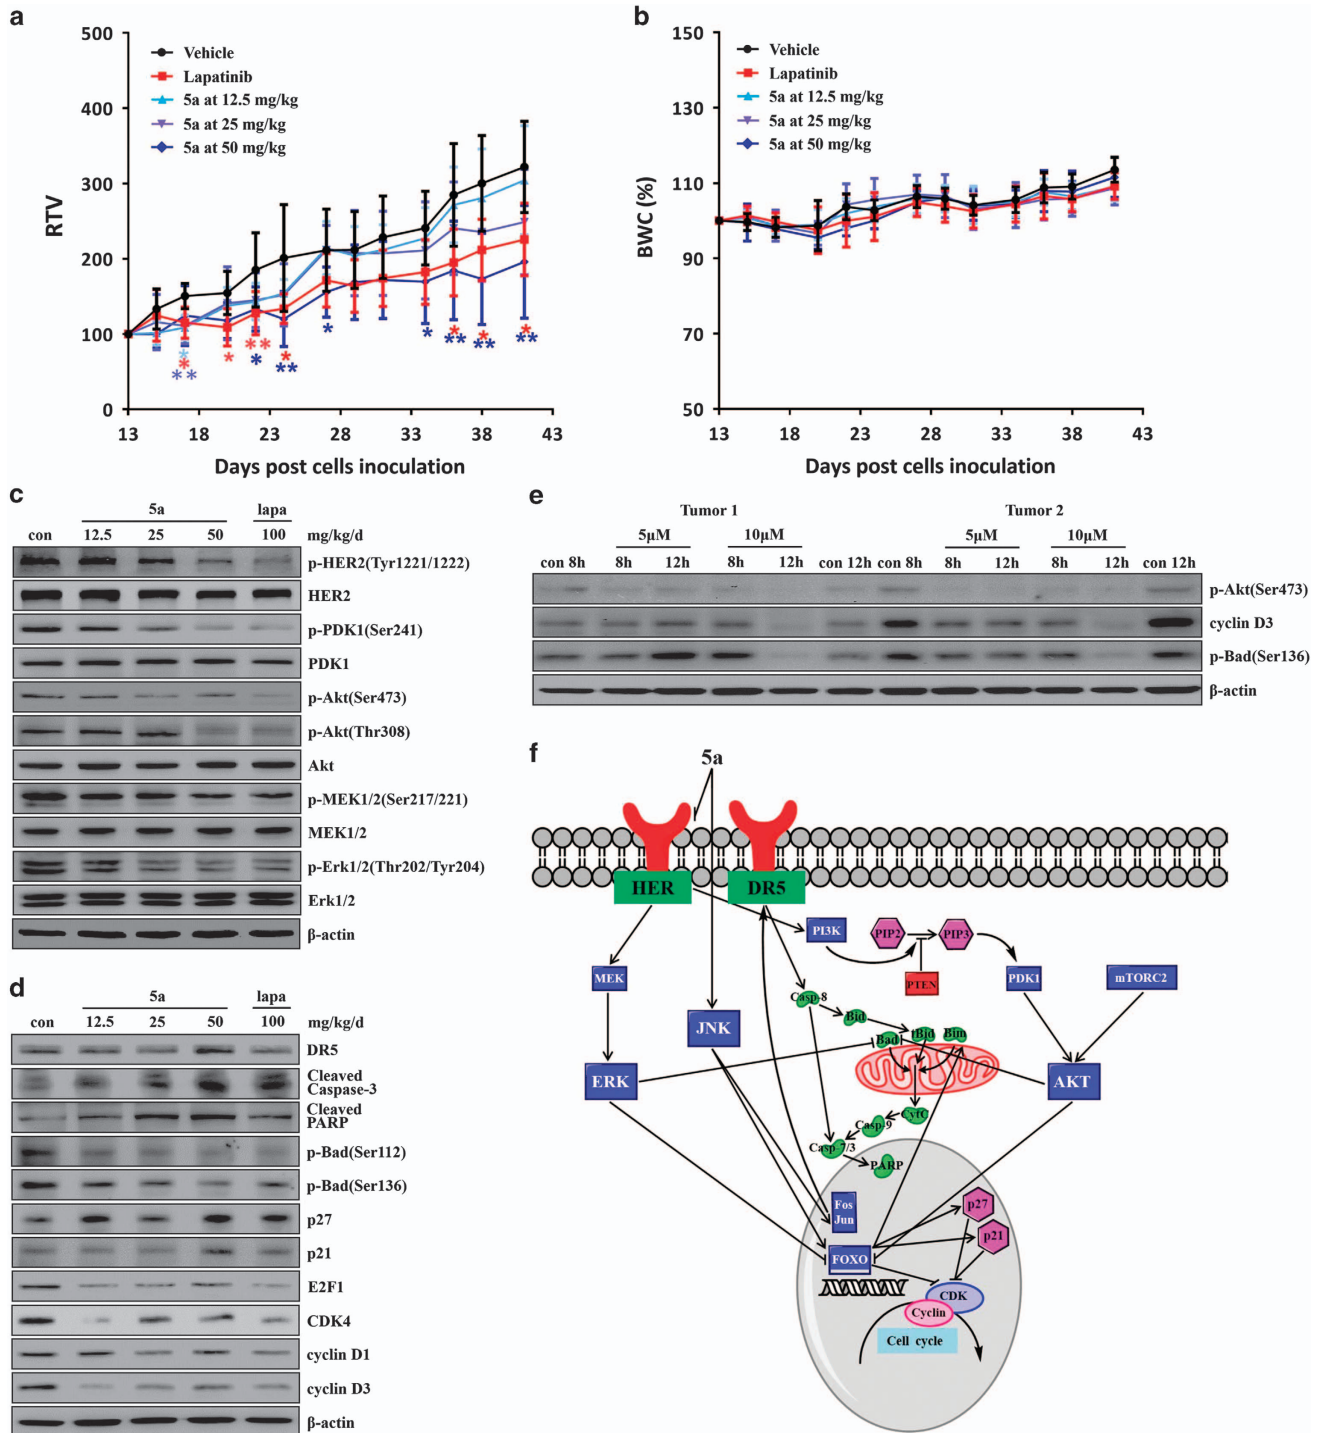 a
500
400
300
200
100
0
RTV
Vehicle
Lapatinib
5a at 12.5 mg/kg
5a at 25 mg/kg
5a at 50 mg/kg
*
*
**
*
**
*
*
**
*
*
*
**
*
**
*
**
13 18 23 28 33 38 43
Days post cells inoculation
b
150
130
110
90
70
50
BWC (%)
Vehicle
Lapatinib
5a at 12.5 mg/kg
5a at 25 mg/kg
5a at 50 mg/kg
13 18 23 28 33 38 43
Days post cells inoculation
c
5a lapa
con 12.5 25 50 100 mg/kg/d
p-HER2(Tyr1221/1222)
HER2
p-PDK1(Ser241)
PDK1
p-Akt(Ser473)
p-Akt(Thr308)
Akt
p-MEK1/2(Ser217/221)
MEK1/2
p-Erk1/2(Thr202/Tyr204)
Erk1/2
β-actin
d
5a lapa
con 12.5 25 50 100 mg/kg/d
DR5
Cleaved
Caspase-3
Cleaved
PARP
p-Bad(Ser112)
p-Bad(Ser136)
p27
p21
E2F1
CDK4
cyclin D1
cyclin D3
β-actin
e
Tumor 1 Tumor 2
5μM 10μM 5μM 10μM
con 8h 8h 12h 8h 12h con 12h con 8h 8h 12h 8h 12h con 12h
p-Akt(Ser473)
cyclin D3
p-Bad(Ser136)
β-actin
f
5a
HER DR5
PI3K PIP2 PIP3
MEK PTEN PDK1 mTORC2
Casp-8
JNK Bid
Bad tBid Bim
ERK AKT
CytC
Casp-9
Casp-7/3
PARP
Fos
Jun
p27
p21
FOXO
CDK
Cyclin
Cell cycle